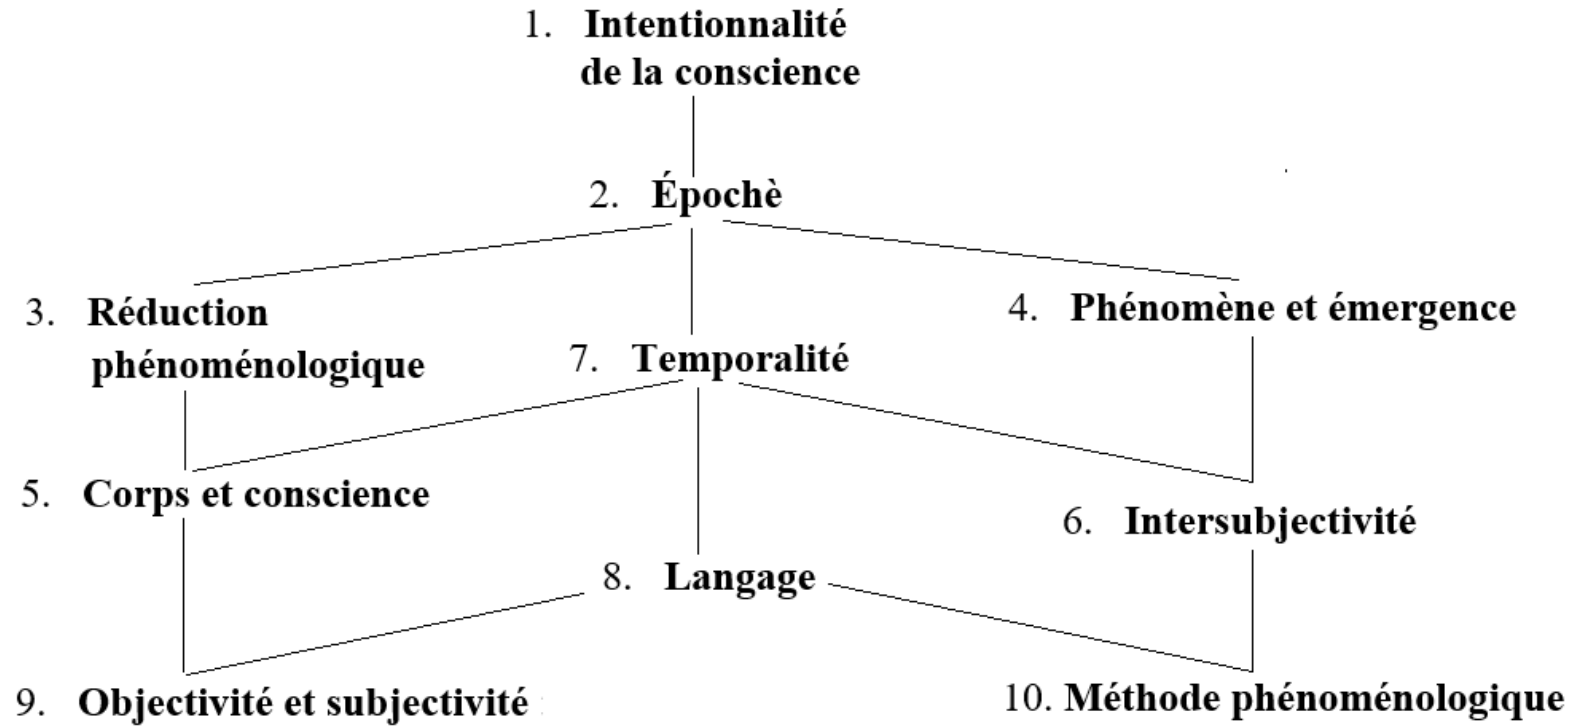 1. Intentionnalité
de la conscience
2. Épochè
3. Réduction
phénoménologique
4. Phénomène et émergence
7. Temporalité
5. Corps et conscience
6. Intersubjectivité
8. Langage
9. Objectivité et subjectivité
10. Méthode phénoménologique